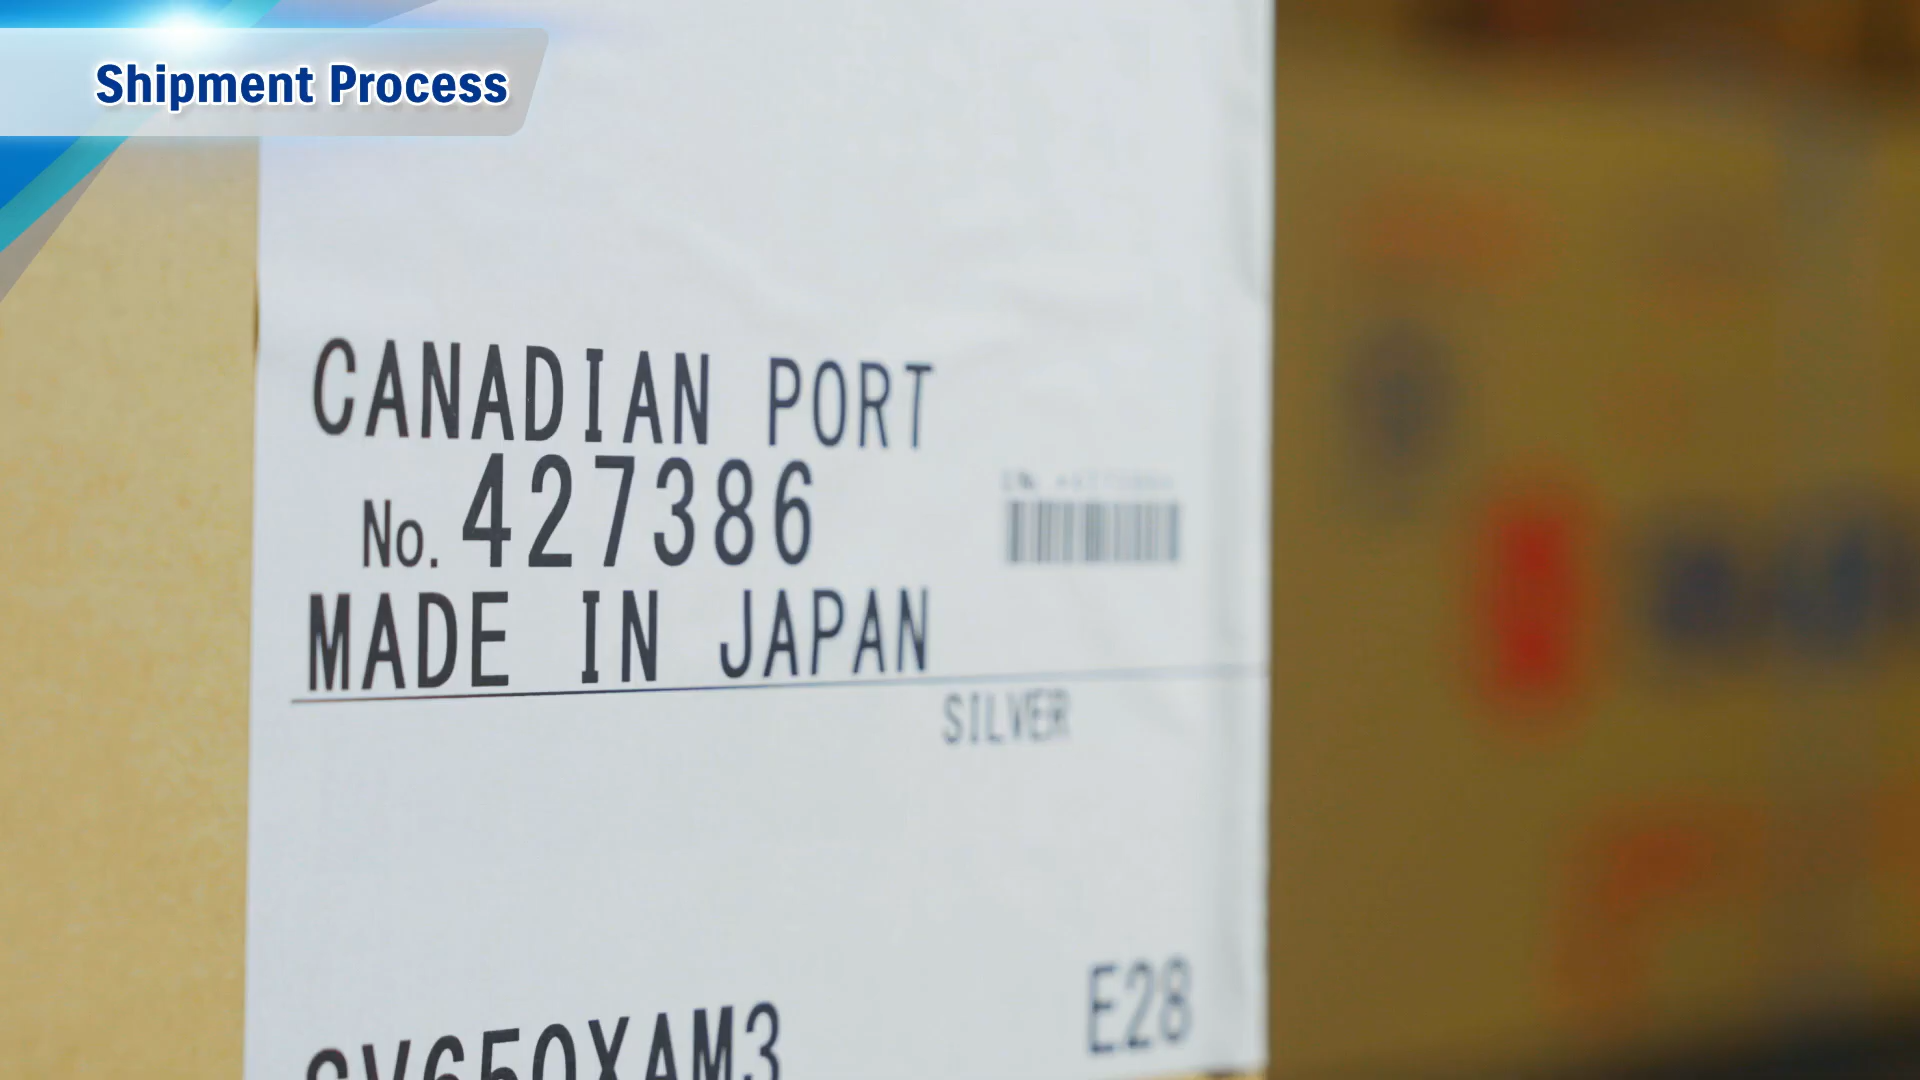 Shipment Process
CANADIAN PORT
No. 427386
MADE IN JAPAN
SILVER
E28